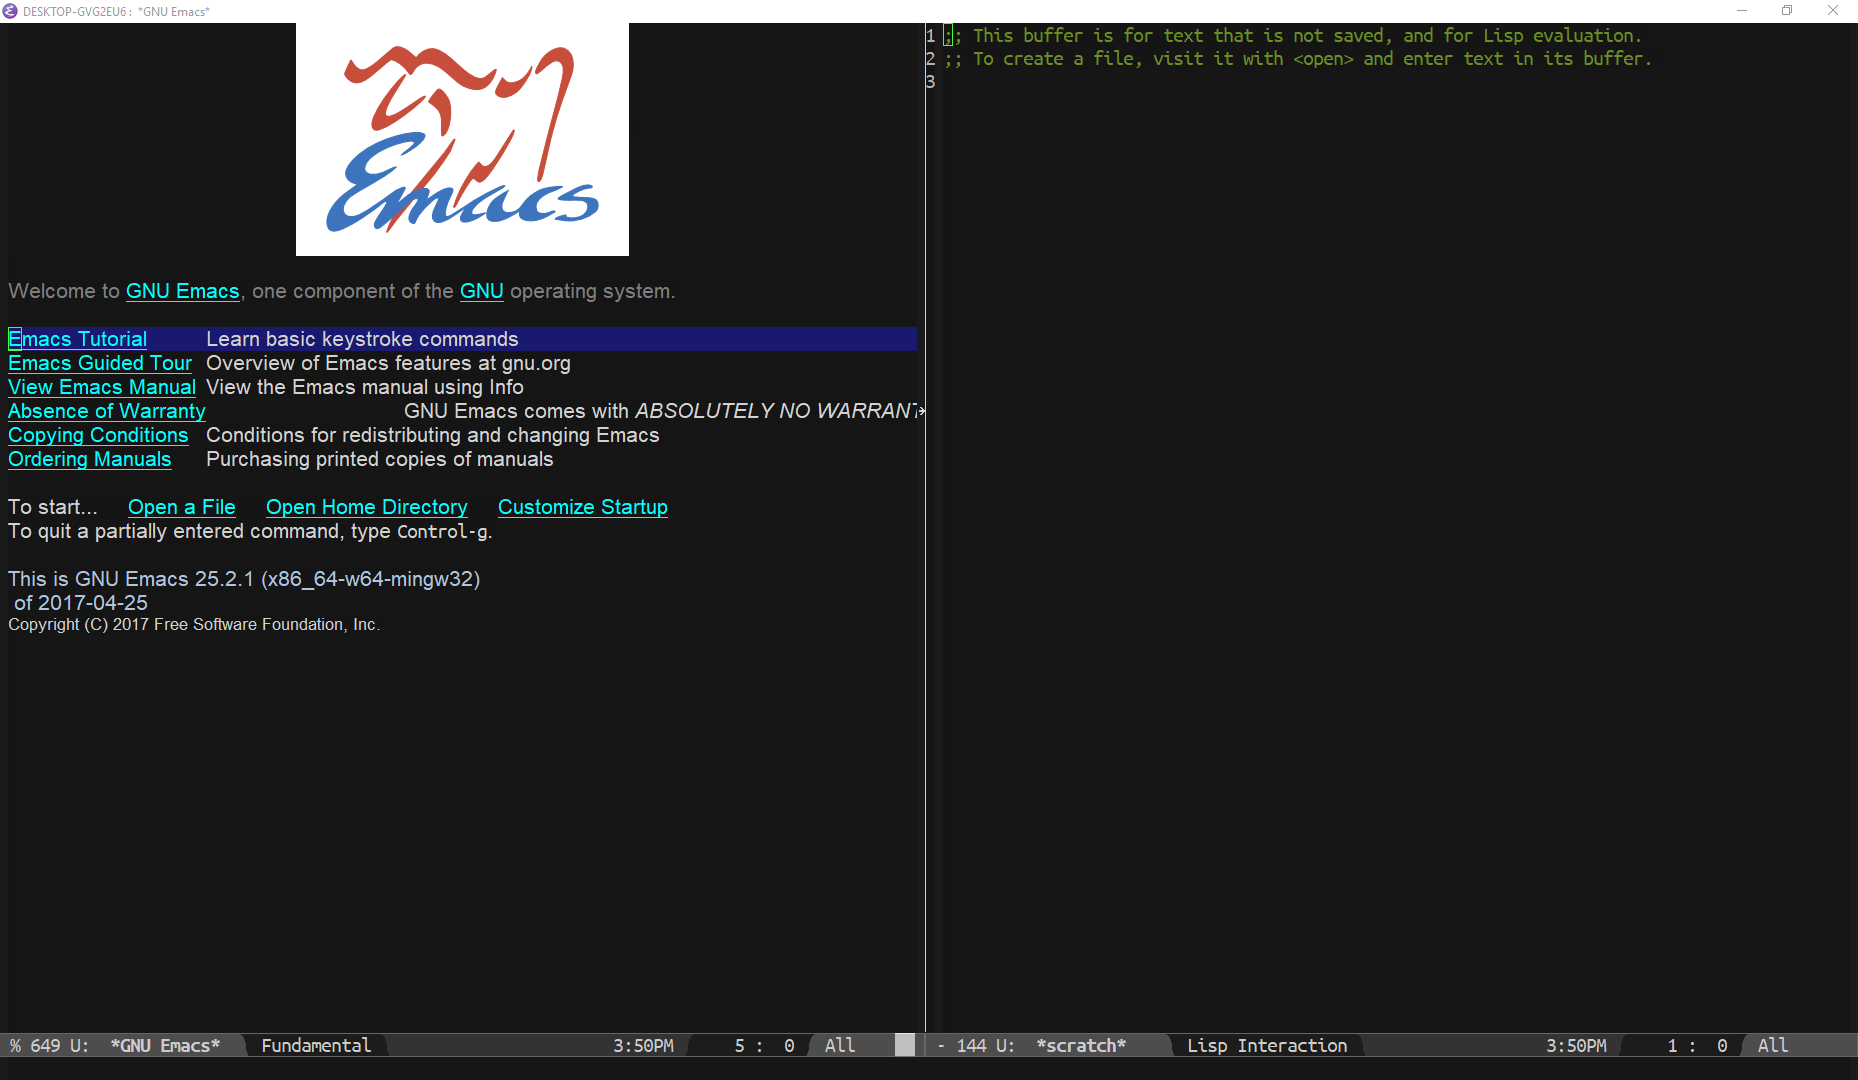 DESKTOP-GVG2EU6: *GNU Emacs*
Emacs
Welcome to GNU Emacs, one component of the GNU operating system.
Emacs Tutorial Learn basic keystroke commands
Emacs Guided Tour Overview of Emacs features at gnu.org
View Emacs Manual View the Emacs manual using Info
Absence of Warranty GNU Emacs comes with ABSOLUTELY NO WARRANT
Copying Conditions Conditions for redistributing and changing Emacs
Ordering Manuals Purchasing printed copies of manuals
To start... Open a File Open Home Directory Customize Startup
To quit a partially entered command, type Control-g.
This is GNU Emacs 25.2.1 (x86_64-w64-mingw32)
of 2017-04-25
Copyright (C) 2017 Free Software Foundation, Inc.
% 649 U: *GNU Emacs* Fundamental 3:50PM 5 : 0 All
1 ;; This buffer is for text that is not saved, and for Lisp evaluation.
2 ;; To create a file, visit it with <open> and enter text in its buffer.
3
- 144 U: *scratch* Lisp Interaction 3:50PM 1 : 0 All